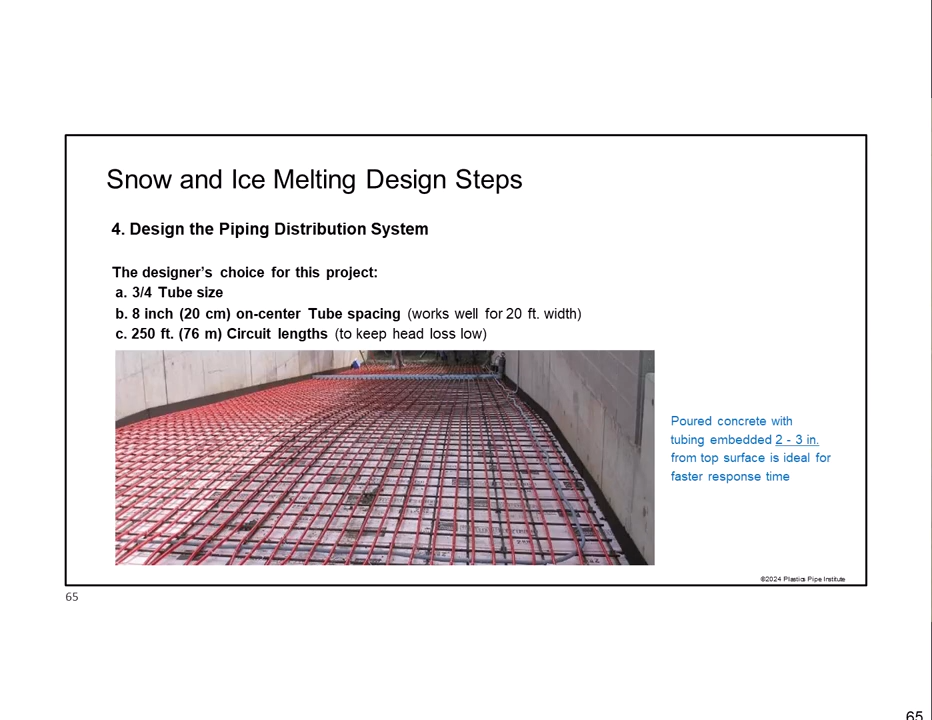 Snow and Ice Melting Design Steps
4. Design the Piping Distribution System
The designer's choice for this project:
a. 3/4 Tube size
b. 8 inch (20 cm) on-center Tube spacing (works well for 20 ft. width)
c. 250 ft. (76 m) Circuit lengths (to keep head loss low)
Poured concrete with
tubing embedded 2 - 3 in.
from top surface is ideal for
faster response time
©2024 Plastics Pipe Institute
65
65